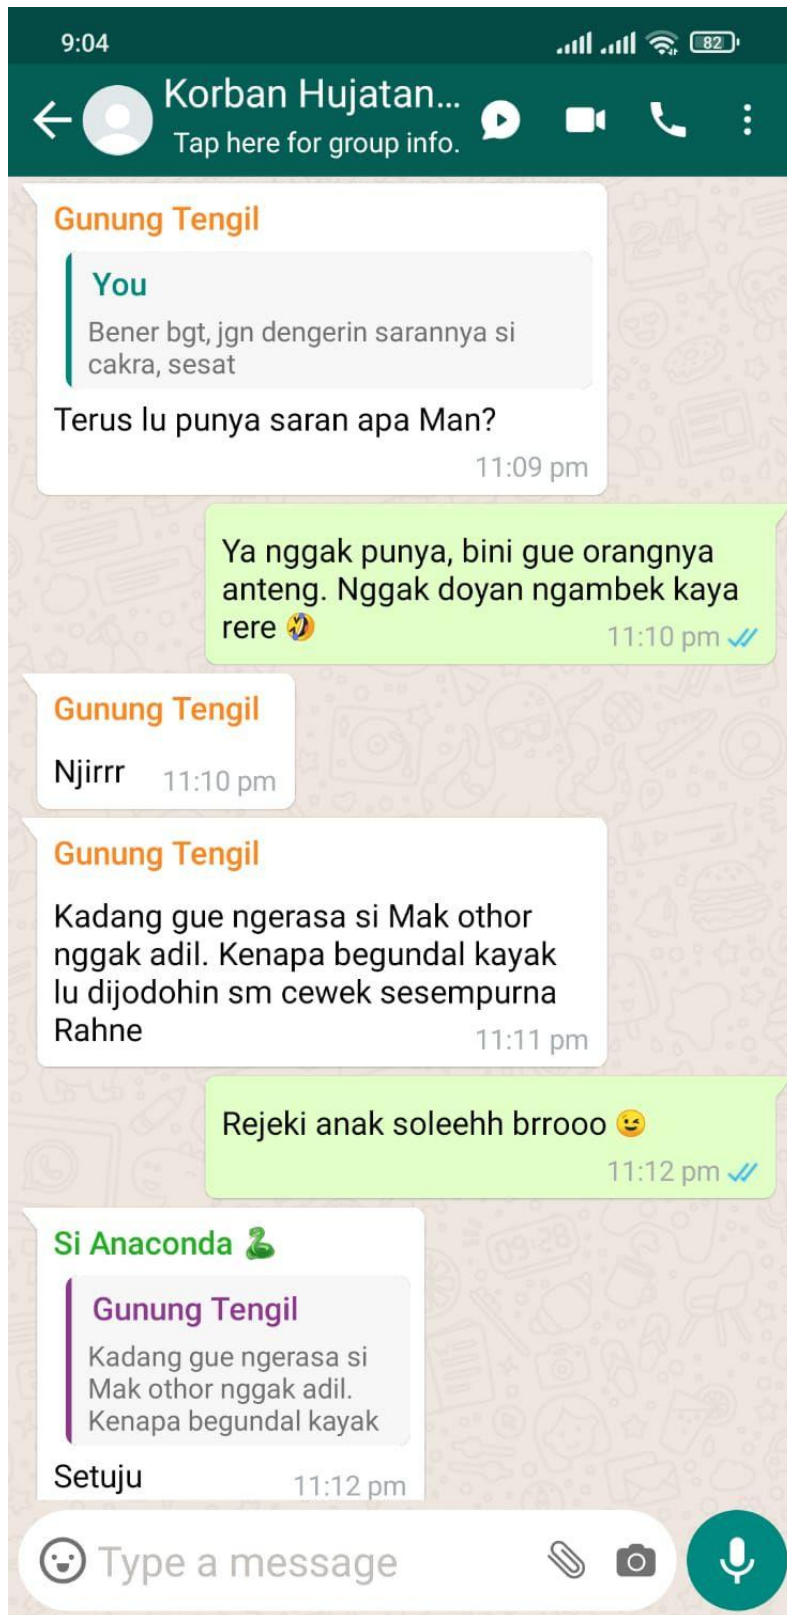 9:04
82
Korban Hujatan...
Tap here for group info.
Gunung Tengil
You
Bener bgt, jgn dengerin sarannya si
cakra, sesat
Terus lu punya saran apa Man?
11:09 pm
Ya nggak punya, bini gue orangnya
anteng. Nggak doyan ngambek kaya
rere 🤣
11:10 pm
Gunung Tengil
Njirrr 11:10 pm
Gunung Tengil
Kadang gue ngerasa si Mak othor
nggak adil. Kenapa begundal kayak
lu dijodohin sm cewek sesempurna
Rahne
11:11 pm
Rejeki anak soleehh brrooo 😉
11:12 pm
Si Anaconda 🐍
Gunung Tengil
Kadang gue ngerasa si
Mak othor nggak adil.
Kenapa begundal kayak
Setuju 11:12 pm
Type a message